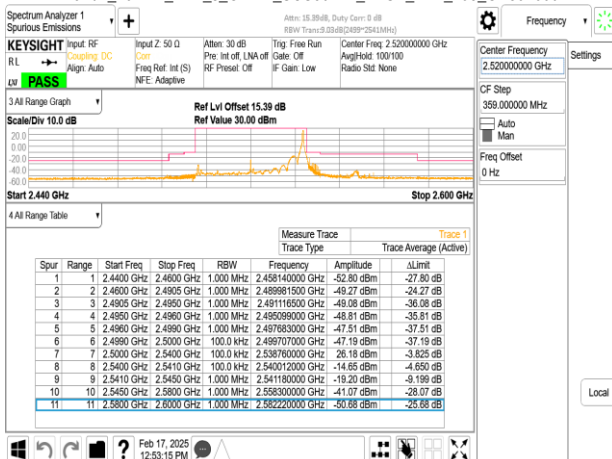 Spectrum Analyzer 1
Spurious Emissions
Attn: 15.39dB, Duty Corr: 0 dB
RBW Trans:9.03dB(2499~2541MHz)
Frequency
KEYSIGHT
RL
PASS
Input: RF
Coupling: DC
Align: Auto
Input Z: 50 Ω
Corr
Freq Ref: Int (S)
NFE: Adaptive
Atten: 30 dB
Pre: Int off, LNA off
RF Preset: Off
Trig: Free Run
Gate: Off
IF Gain: Low
Center Freq: 2.520000000 GHz
Avg|Hold: 100/100
Radio Std: None
Center Frequency
2.520000000 GHz
Settings
CF Step
359.000000 MHz
Auto
Man
Freq Offset
0 Hz
Local
3 All Range Graph
Scale/Div 10.0 dB
Ref Lvl Offset 15.39 dB
Ref Value 30.00 dBm
20.0
0.00
-20.0
-40.0
-60.0
Start 2.440 GHz
Stop 2.600 GHz
4 All Range Table
Measure Trace Trace 1
Trace Type Trace Average (Active)
Spur Range Start Freq Stop Freq RBW Frequency Amplitude ΔLimit
1 1 2.4400 GHz 2.4600 GHz 1.000 MHz 2.458140000 GHz -52.80 dBm -27.80 dB
2 2 2.4600 GHz 2.4905 GHz 1.000 MHz 2.489981500 GHz -49.27 dBm -24.27 dB
3 3 2.4905 GHz 2.4950 GHz 1.000 MHz 2.491116500 GHz -49.08 dBm -36.08 dB
4 4 2.4950 GHz 2.4960 GHz 1.000 MHz 2.495099000 GHz -48.81 dBm -35.81 dB
5 5 2.4960 GHz 2.4990 GHz 1.000 MHz 2.497683000 GHz -47.51 dBm -37.51 dB
6 6 2.4990 GHz 2.5000 GHz 100.0 kHz 2.499707000 GHz -47.19 dBm -37.19 dB
7 7 2.5000 GHz 2.5400 GHz 100.0 kHz 2.538760000 GHz 26.18 dBm -3.825 dB
8 8 2.5400 GHz 2.5410 GHz 100.0 kHz 2.540012000 GHz -14.65 dBm -4.650 dB
9 9 2.5410 GHz 2.5450 GHz 1.000 MHz 2.541180000 GHz -19.20 dBm -9.199 dB
10 10 2.5450 GHz 2.5800 GHz 1.000 MHz 2.558300000 GHz -41.07 dBm -28.07 dB
11 11 2.5800 GHz 2.6000 GHz 1.000 MHz 2.582220000 GHz -50.68 dBm -25.68 dB
Feb 17, 2025
12:53:15 PM